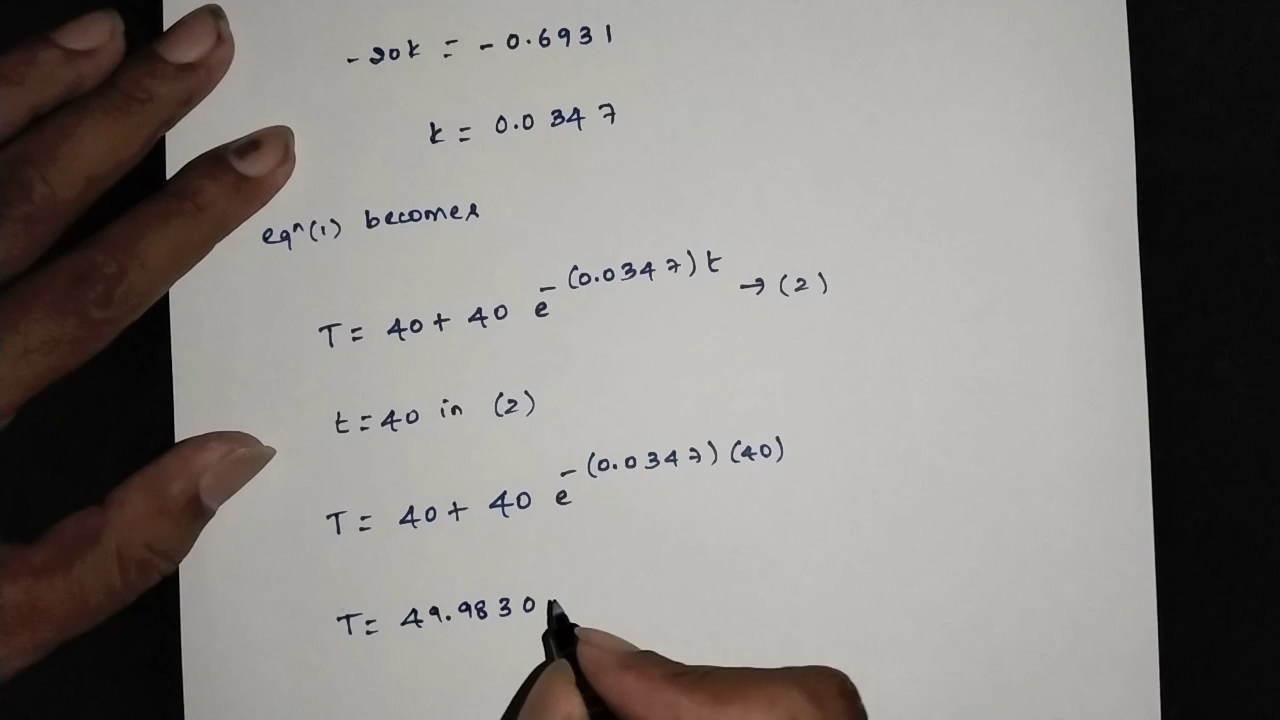 - 20k = - 0.6931
k = 0.0347
eqn(1) becomes
T = 40 + 40 e^-(0.0347)t → (2)
t = 40 in (2)
T = 40 + 40 e^-(0.0347)(40)
T = 49.9830